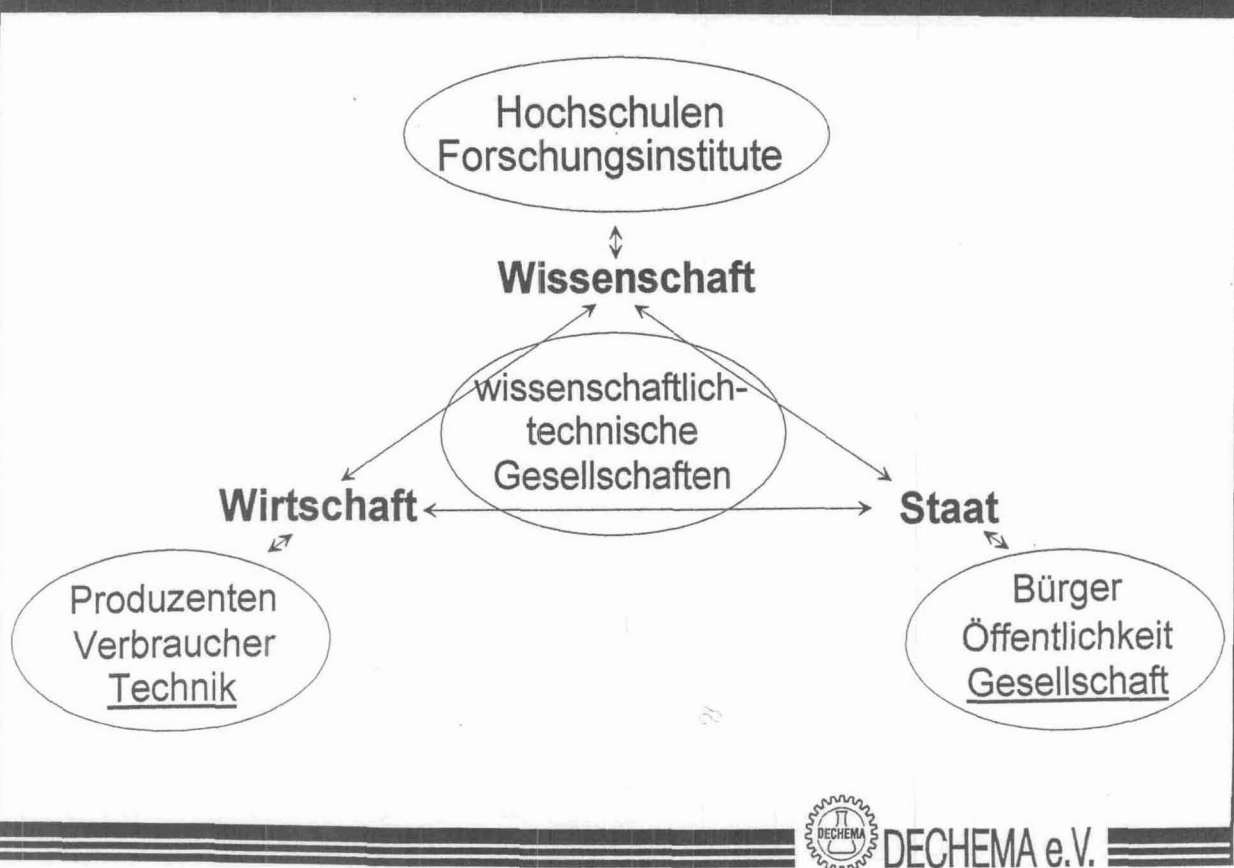 Hochschulen
Forschungsinstitute
Wissenschaft
wissenschaftlich-
technische
Gesellschaften
Wirtschaft
Staat
Produzenten
Verbraucher
Technik
Bürger
Öffentlichkeit
Gesellschaft
DECHEMA
DECHEMA e.V.